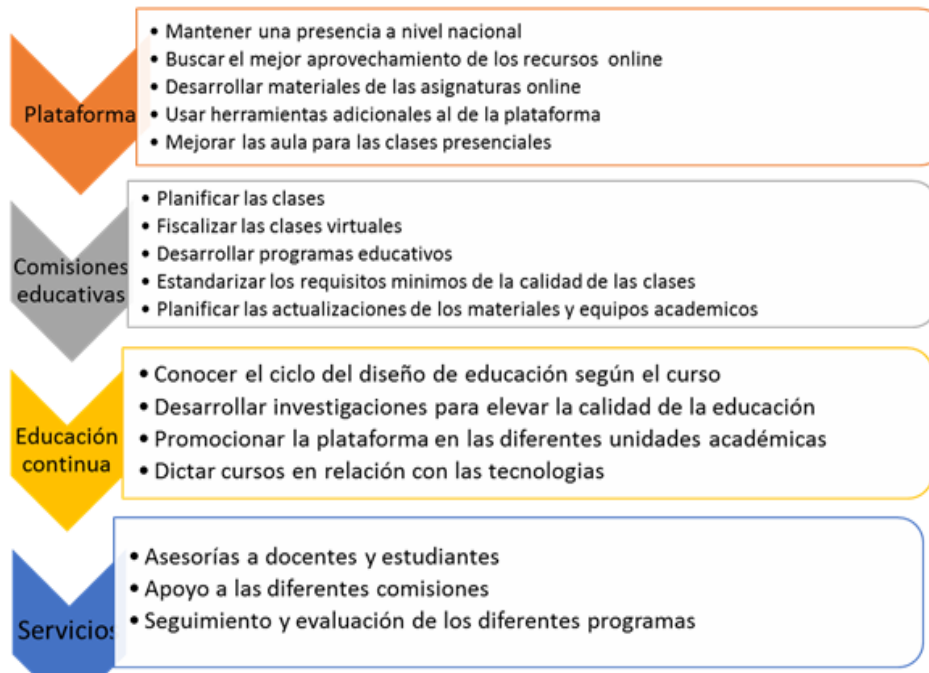 Plataforma
• Mantener una presencia a nivel nacional
• Buscar el mejor aprovechamiento de los recursos online
• Desarrollar materiales de las asignaturas online
• Usar herramientas adicionales al de la plataforma
• Mejorar las aula para las clases presenciales
Comisiones
educativas
• Planificar las clases
• Fiscalizar las clases virtuales
• Desarrollar programas educativos
• Estandarizar los requisitos minimos de la calidad de las clases
• Planificar las actualizaciones de los materiales y equipos academicos
Educación
continua
• Conocer el ciclo del diseño de educación según el curso
• Desarrollar investigaciones para elevar la calidad de la educación
• Promocionar la plataforma en las diferentes unidades académicas
• Dictar cursos en relación con las tecnologias
Servicios
• Asesorías a docentes y estudiantes
• Apoyo a las diferentes comisiones
• Seguimiento y evaluación de los diferentes programas